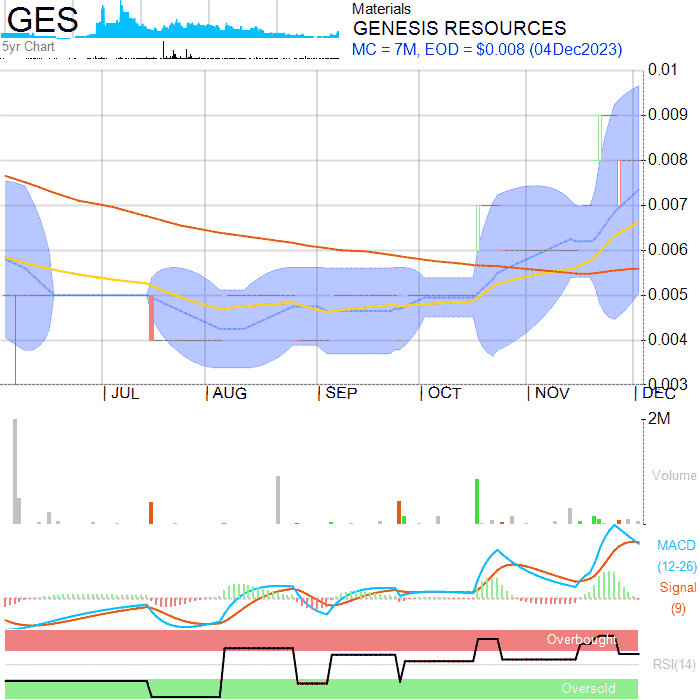 GES
5yr Chart
Materials
GENESIS RESOURCES
MC = 7M, EOD = $0.008 (04Dec2023)
0.01
0.009
0.008
0.007
0.006
0.005
0.004
0.003
JUL AUG SEP OCT NOV DEC
2M
Volume
MACD
(12-26)
Signal
(9)
Overbought
RSI(14)
Oversold